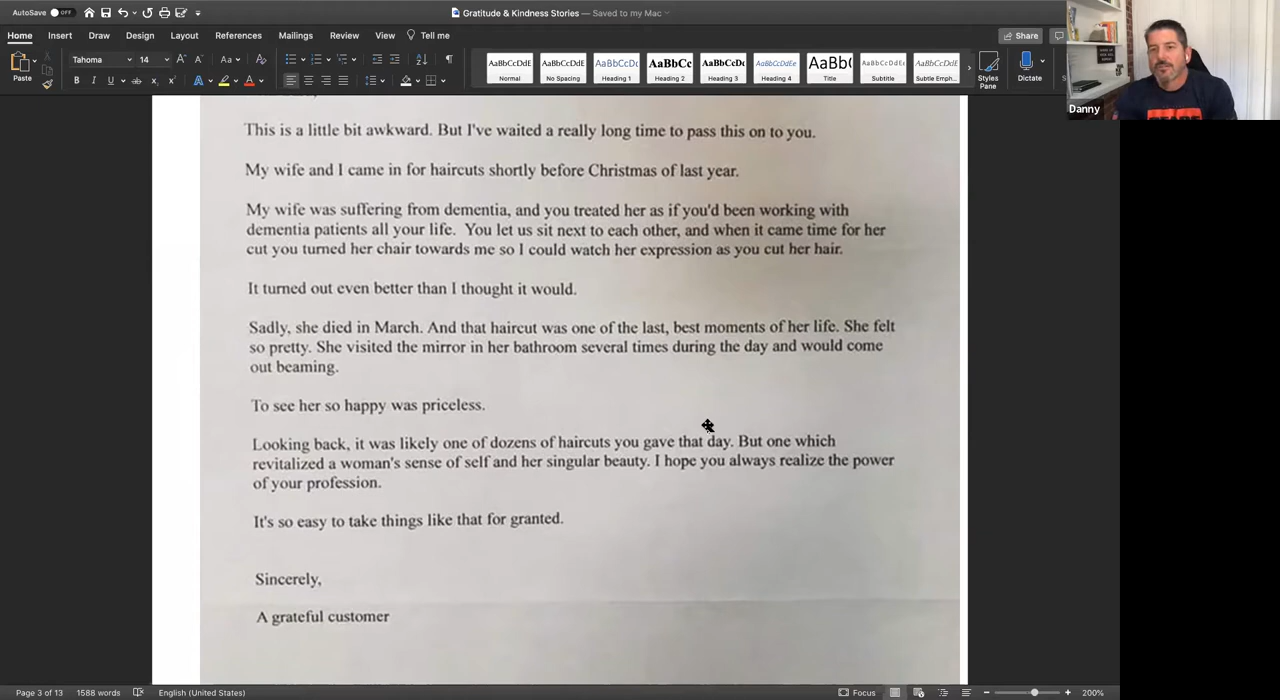 AutoSave OFF
Gratitude & Kindness Stories — Saved to my Mac
Home Insert Draw Design Layout References Mailings Review View Tell me
Share
Paste
Tahoma 14
AaBbCcDdE AaBbCcDdE AaBbCcDc AaBbCc AaBbCcDc AaBbCcDdEe AaBb( AaBbCcDdEe AaBbCcDdE
Normal No Spacing Heading 1 Heading 2 Heading 3 Heading 4 Title Subtitle Subtle Emph...
Styles Pane
Dictate
Danny
This is a little bit awkward. But I've waited a really long time to pass this on to you.
My wife and I came in for haircuts shortly before Christmas of last year.
My wife was suffering from dementia, and you treated her as if you'd been working with
dementia patients all your life. You let us sit next to each other, and when it came time for her
cut you turned her chair towards me so I could watch her expression as you cut her hair.
It turned out even better than I thought it would.
Sadly, she died in March. And that haircut was one of the last, best moments of her life. She felt
so pretty. She visited the mirror in her bathroom several times during the day and would come
out beaming.
To see her so happy was priceless.
Looking back, it was likely one of dozens of haircuts you gave that day. But one which
revitalized a woman's sense of self and her singular beauty. I hope you always realize the power
of your profession.
It's so easy to take things like that for granted.
Sincerely,
A grateful customer
Page 3 of 13 1588 words English (United States) Focus 200%